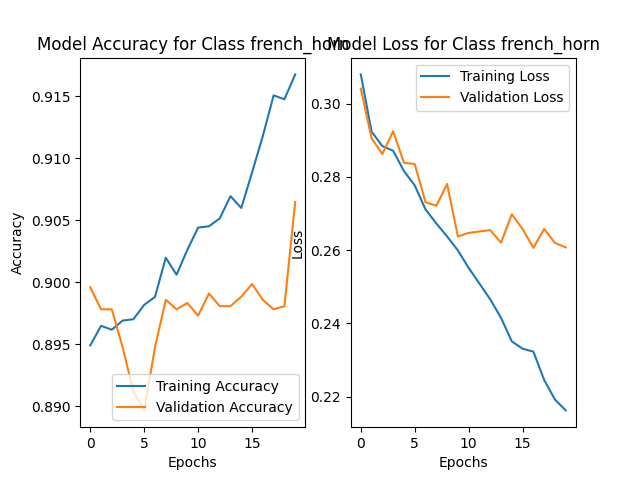 Model Accuracy for Class french_horn
Model Loss for Class french_horn
Accuracy
0.915
0.910
0.905
0.900
0.895
0.890
0
5
10
15
Epochs
Training Accuracy
Validation Accuracy
Loss
0.30
0.28
0.26
0.24
0.22
0
5
10
15
Epochs
Training Loss
Validation Loss